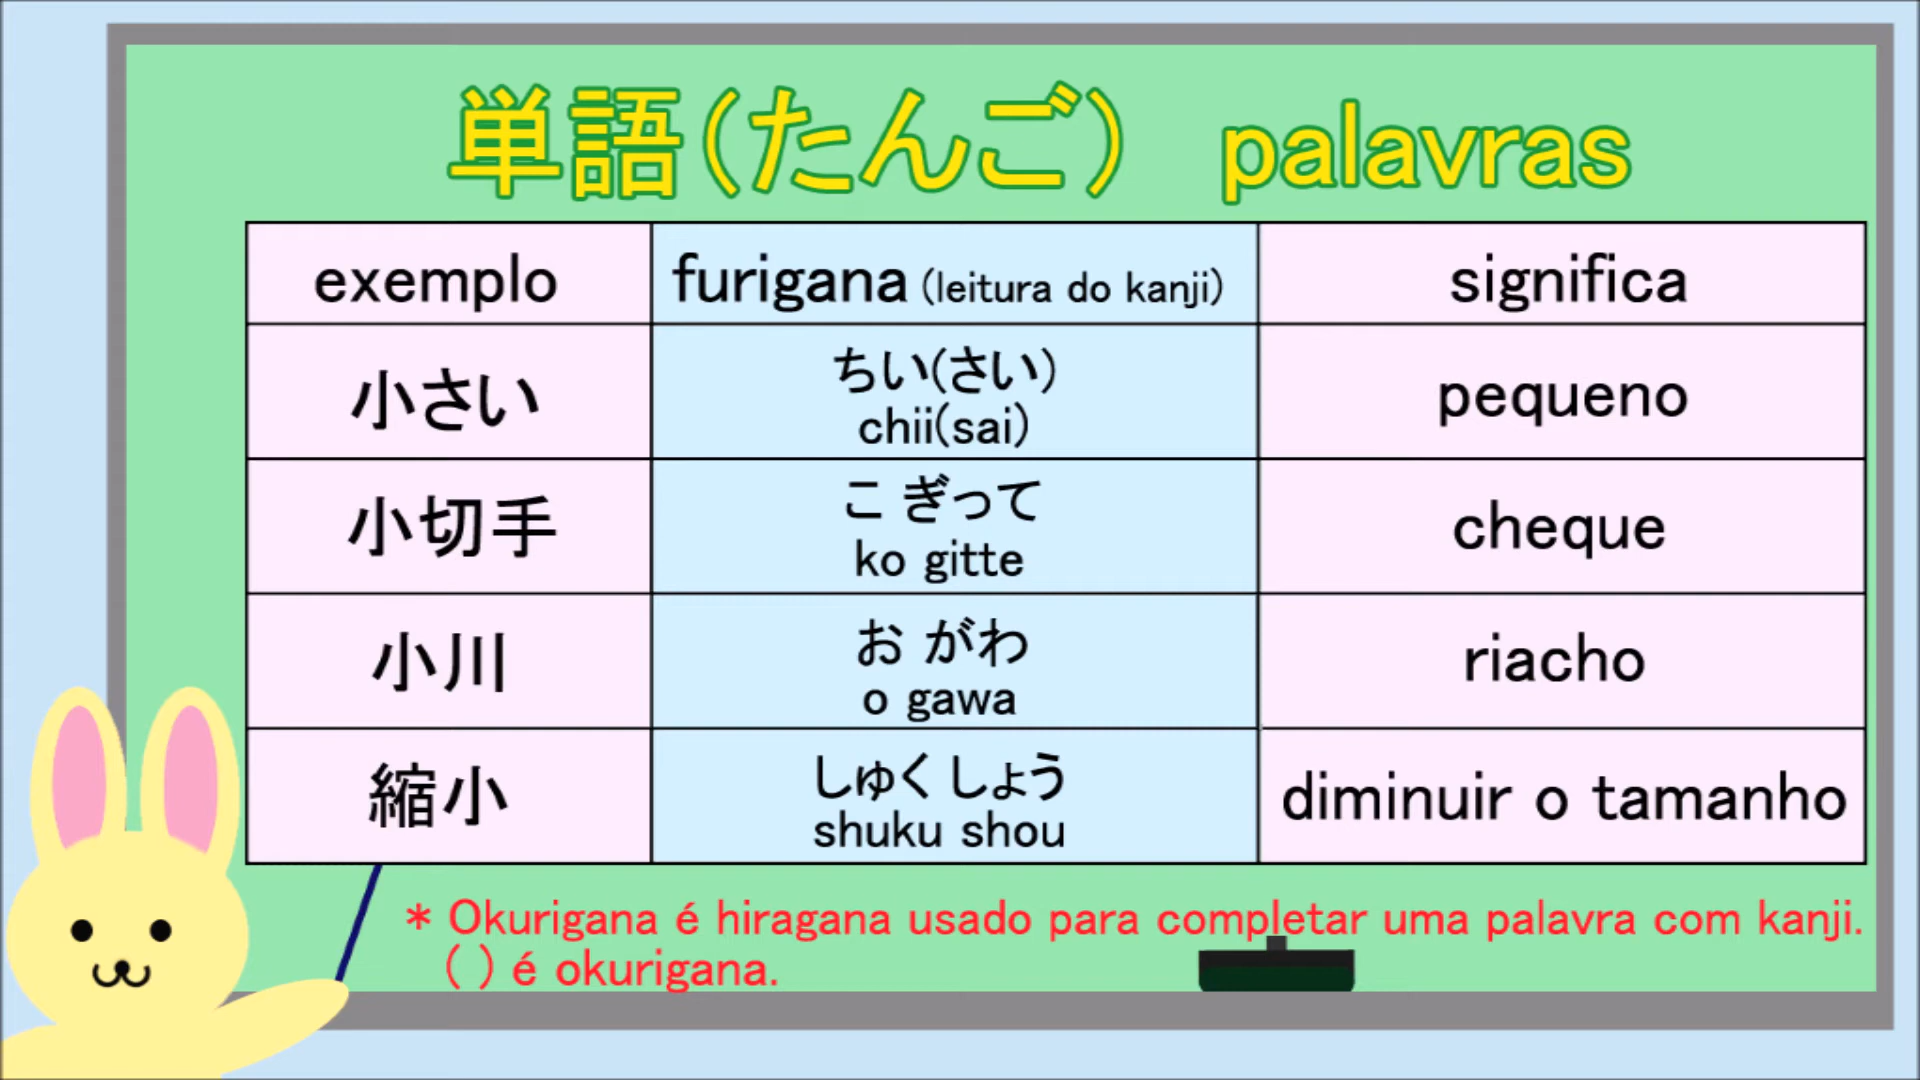 単語(たんご) palavras
exemplo furigana (leitura do kanji) significa
小さい ちい(さい) chii(sai) pequeno
小切手 こ ぎって ko gitte cheque
小川 お がわ o gawa riacho
縮小 しゅく しょう shuku shou diminuir o tamanho
* Okurigana é hiragana usado para completar uma palavra com kanji.
( ) é okurigana.